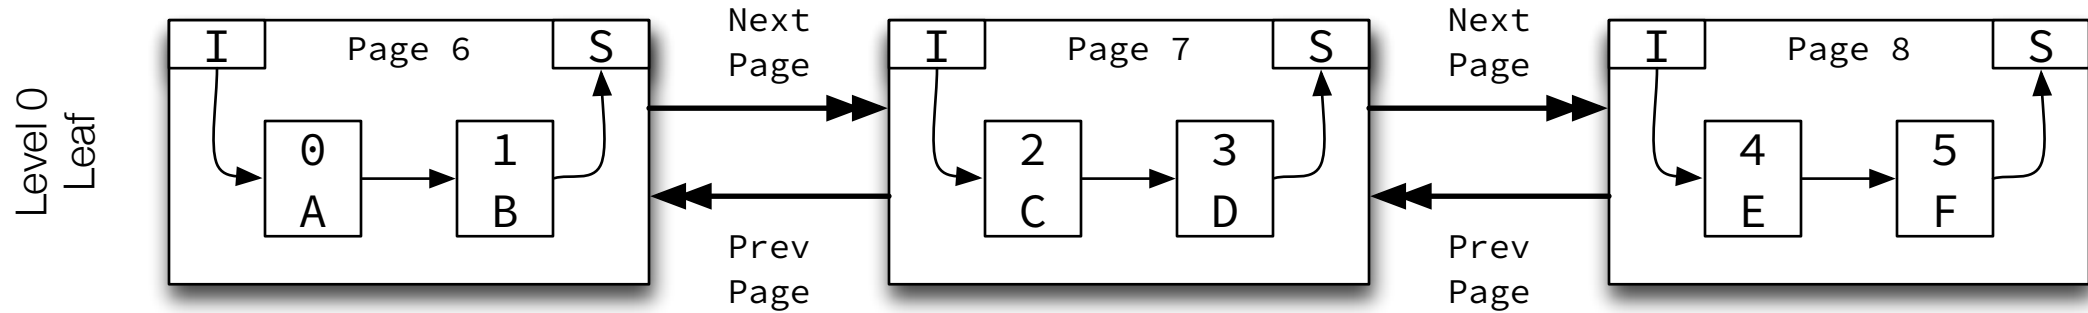 Level 0
Leaf
I Page 6 S
0 1
A B
Next
Page
Prev
Page
I Page 7 S
2 3
C D
Next
Page
Prev
Page
I Page 8 S
4 5
E F